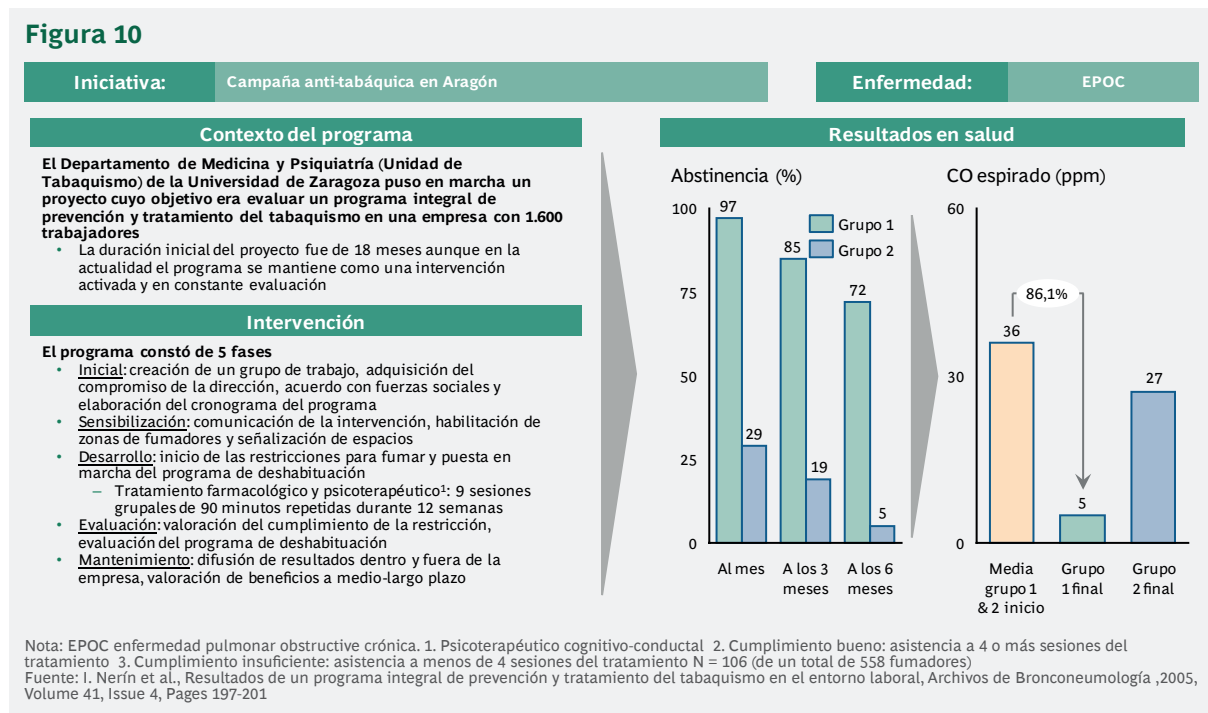 Figura 10
Iniciativa:
Campaña anti-tabáquica en Aragón
Enfermedad:
EPOC
Contexto del programa
El Departamento de Medicina y Psiquiatría (Unidad de
Tabaquismo) de la Universidad de Zaragoza puso en marcha un
proyecto cuyo objetivo era evaluar un programa integral de
prevención y tratamiento del tabaquismo en una empresa con 1.600
trabajadores
• La duración inicial del proyecto fue de 18 meses aunque en la
actualidad el programa se mantiene como una intervención
activada y en constante evaluación
Intervención
El programa constó de 5 fases
• Inicial: creación de un grupo de trabajo, adquisición del
compromiso de la dirección, acuerdo con fuerzas sociales y
elaboración del cronograma del programa
• Sensibilización: comunicación de la intervención, habilitación de
zonas de fumadores y señalización de espacios
• Desarrollo: inicio de las restricciones para fumar y puesta en
marcha del programa de deshabituación
– Tratamiento farmacológico y psicoterapéutico¹: 9 sesiones
grupales de 90 minutos repetidas durante 12 semanas
• Evaluación: valoración del cumplimiento de la restricción,
evaluación del programa de deshabituación
• Mantenimiento: difusión de resultados dentro y fuera de la
empresa, valoración de beneficios a medio-largo plazo
Resultados en salud
Abstinencia (%)
100
75
50
25
0
97
29
85
19
72
5
Grupo 1
Grupo 2
Al mes
A los 3
meses
A los 6
meses
CO espirado (ppm)
60
30
0
86,1%
36
5
27
Media
grupo 1
& 2 inicio
Grupo
1 final
Grupo
2 final
Nota: EPOC enfermedad pulmonar obstructive crónica. 1. Psicoterapéutico cognitivo-conductal 2. Cumplimiento bueno: asistencia a 4 o más sesiones del
tratamiento 3. Cumplimiento insuficiente: asistencia a menos de 4 sesiones del tratamiento N = 106 (de un total de 558 fumadores)
Fuente: I. Nerín et al., Resultados de un programa integral de prevención y tratamiento del tabaquismo en el entorno laboral, Archivos de Bronconeumología ,2005,
Volume 41, Issue 4, Pages 197-201